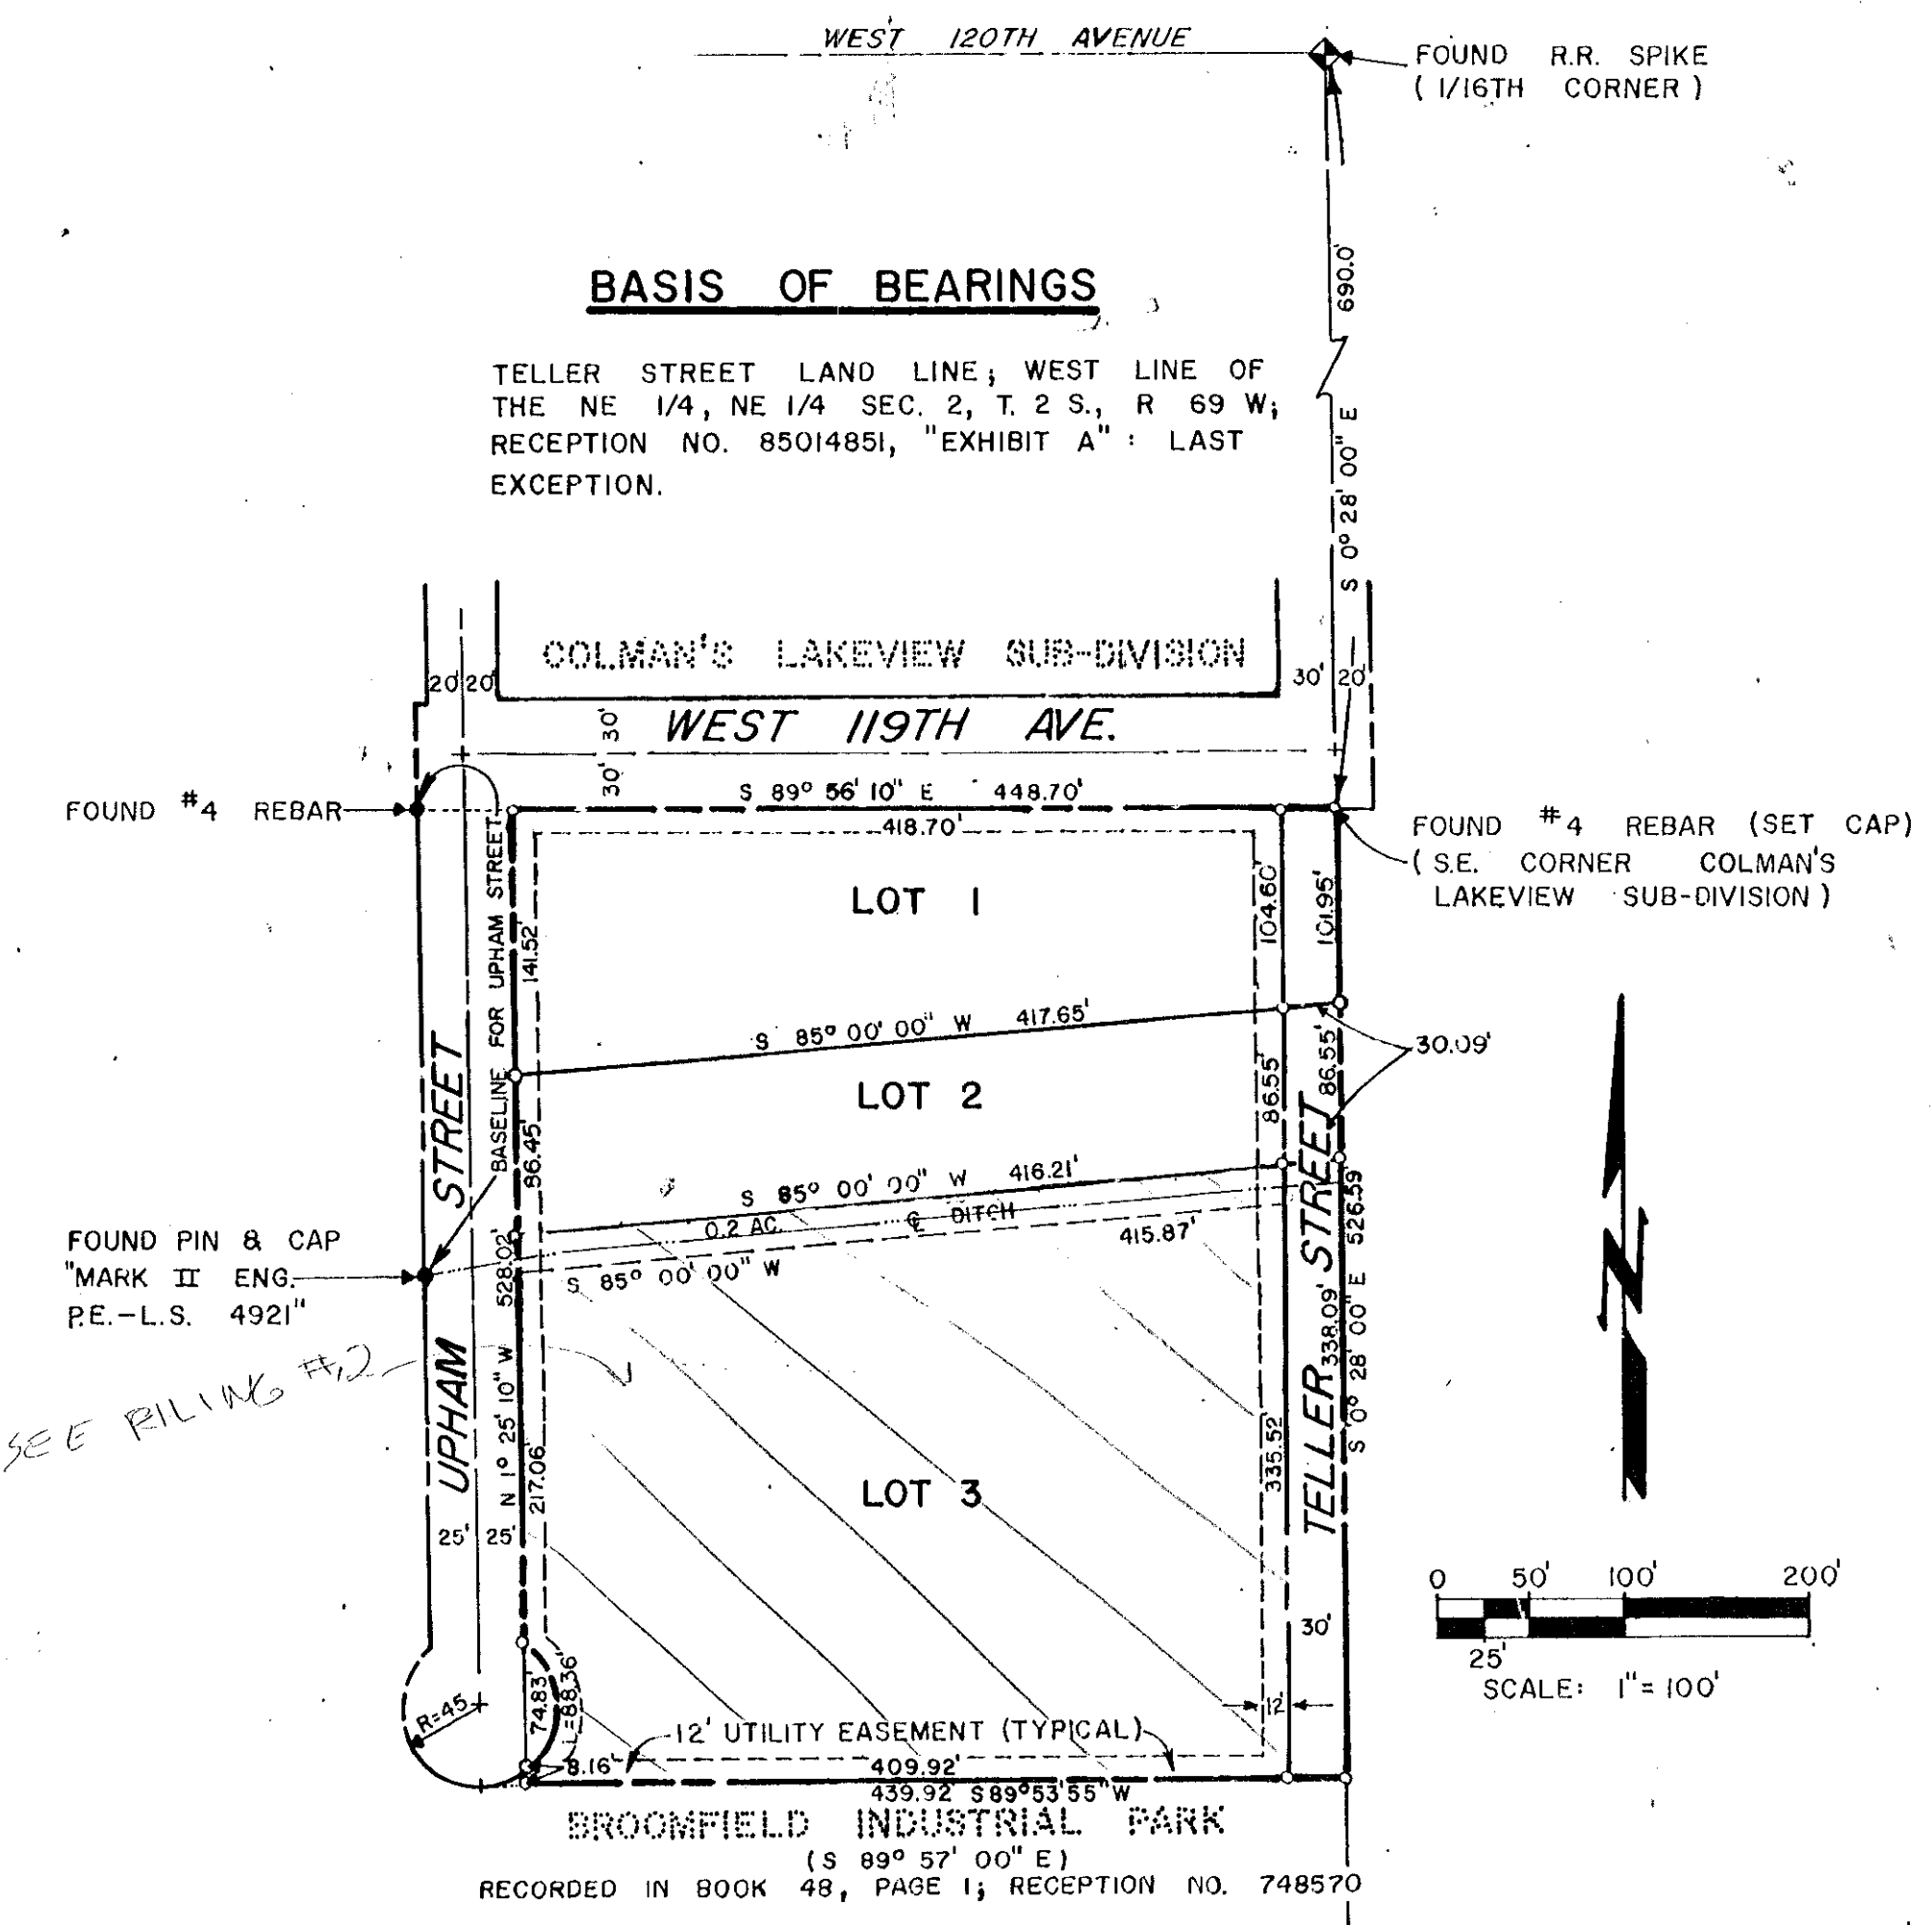 WEST 120TH AVENUE
FOUND R.R. SPIKE
( 1/16TH CORNER )
690.0'
BASIS OF BEARINGS
TELLER STREET LAND LINE; WEST LINE OF
THE NE 1/4, NE 1/4 SEC. 2, T. 2 S., R 69 W;
RECEPTION NO. 85014851, "EXHIBIT A" : LAST
EXCEPTION.
S 0° 28' 00" E
COLMAN'S LAKEVIEW SUB-DIVISION
20' 20'
30' 20'
30'
30'
WEST 119TH AVE.
S 89° 56' 10" E 448.70'
FOUND #4 REBAR
418.70'
FOUND #4 REBAR (SET CAP)
( S.E. CORNER COLMAN'S
LAKEVIEW SUB-DIVISION )
LOT 1
104.60'
101.95'
141.52'
BASELINE FOR UPHAM STREET
S 85° 00' 00" W 417.65'
30.09'
LOT 2
86.55'
86.55'
86.45'
S 85° 00' 00" W 416.21'
0.2 AC. ℄ DITCH
415.87'
S 85° 00' 00" W
FOUND PIN & CAP
"MARK II ENG.
P.E.-L.S. 4921"
UPHAM STREET
528.02'
N 1° 25' 10" W
217.06'
TELLER STREET
526.59'
338.09'
S 0° 28' 00" E
335.52'
SEE #2
LOT 3
25' 25'
30'
0 50' 100' 200'
25'
SCALE: 1"= 100'
R=45
74.83'
L=88.36'
12'
12' UTILITY EASEMENT (TYPICAL)
8.16'
409.92'
439.92 S89°53'55"W
BROOMFIELD INDUSTRIAL PARK
(S 89° 57' 00" E)
RECORDED IN BOOK 48, PAGE 1; RECEPTION NO. 748570
N